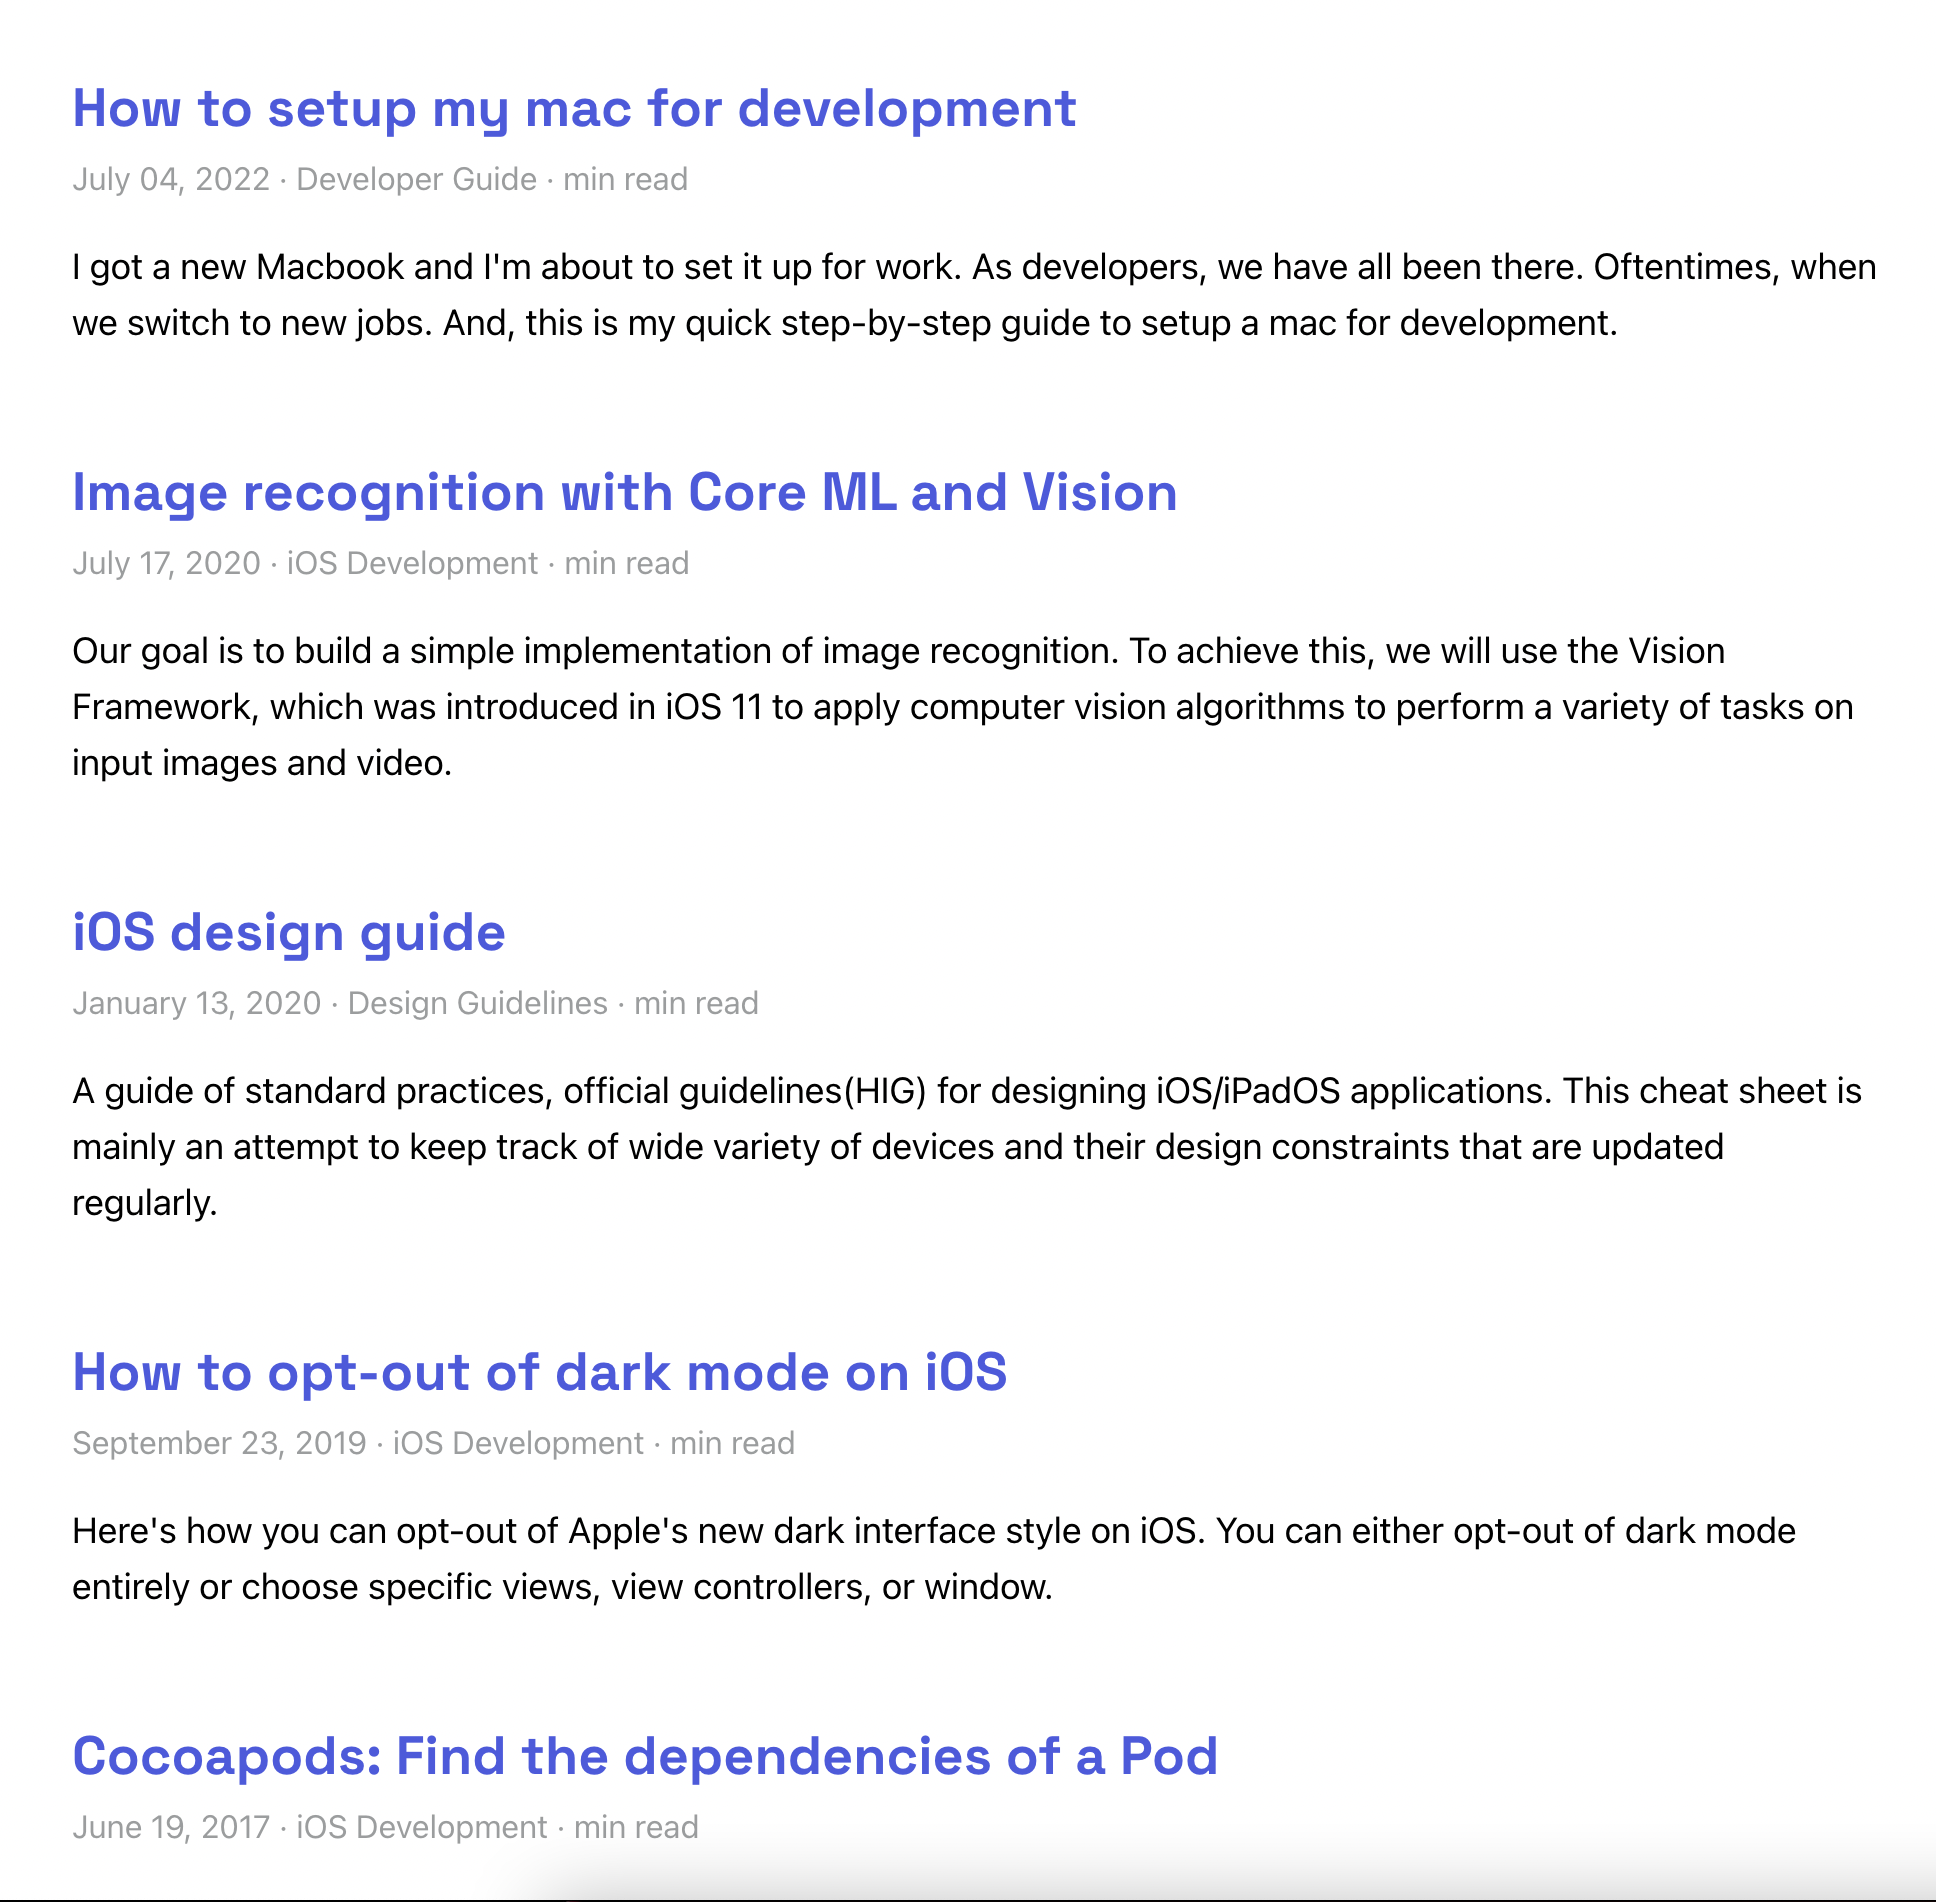 How to setup my mac for development
July 04, 2022 · Developer Guide · min read
I got a new Macbook and I'm about to set it up for work. As developers, we have all been there. Oftentimes, when
we switch to new jobs. And, this is my quick step-by-step guide to setup a mac for development.
Image recognition with Core ML and Vision
July 17, 2020 · iOS Development · min read
Our goal is to build a simple implementation of image recognition. To achieve this, we will use the Vision
Framework, which was introduced in iOS 11 to apply computer vision algorithms to perform a variety of tasks on
input images and video.
iOS design guide
January 13, 2020 · Design Guidelines · min read
A guide of standard practices, official guidelines(HIG) for designing iOS/iPadOS applications. This cheat sheet is
mainly an attempt to keep track of wide variety of devices and their design constraints that are updated
regularly.
How to opt-out of dark mode on iOS
September 23, 2019 · iOS Development · min read
Here's how you can opt-out of Apple's new dark interface style on iOS. You can either opt-out of dark mode
entirely or choose specific views, view controllers, or window.
Cocoapods: Find the dependencies of a Pod
June 19, 2017 · iOS Development · min read